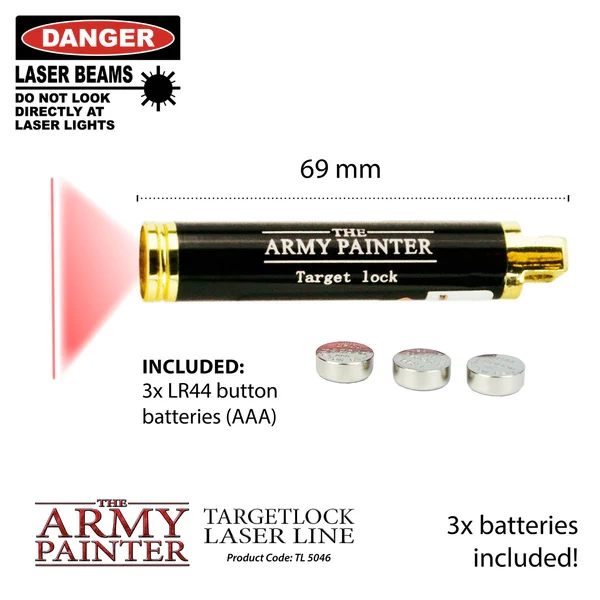 DANGER
LASER BEAMS
DO NOT LOOK
DIRECTLY AT
LASER LIGHTS
69 mm
THE
ARMY PAINTER
Target lock
INCLUDED:
3x LR44 button
batteries (AAA)
THE
ARMY
PAINTER
TARGETLOCK
LASER LINE
Product Code: TL 5046
3x batteries
included!